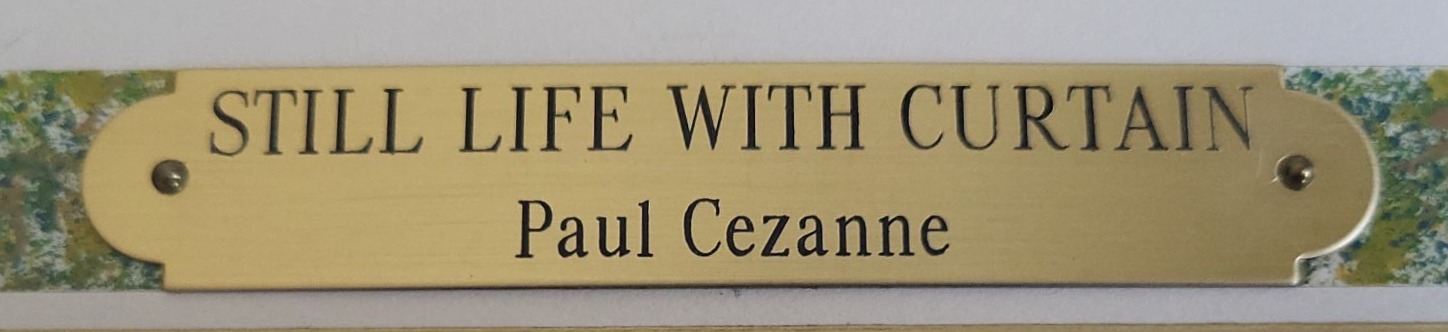 STILL LIFE WITH CURTAIN
Paul Cezanne